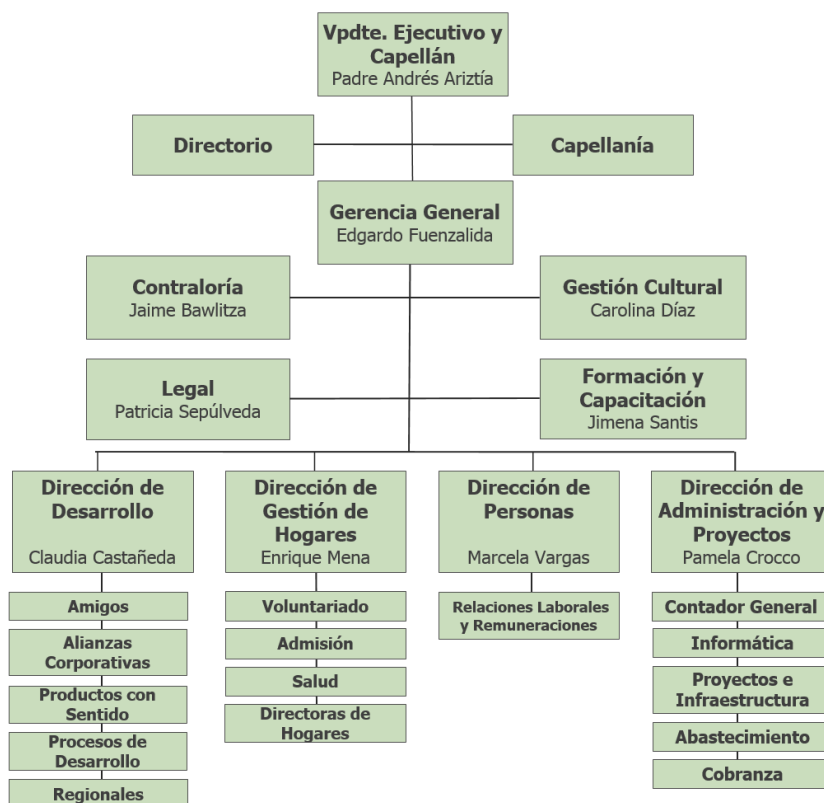 Vpdte. Ejecutivo y
Capellán
Padre Andrés Ariztía
Directorio
Capellanía
Gerencia General
Edgardo Fuenzalida
Contraloría
Jaime Bawlitza
Gestión Cultural
Carolina Díaz
Legal
Patricia Sepúlveda
Formación y
Capacitación
Jimena Santis
Dirección de
Desarrollo
Claudia Castañeda
Amigos
Alianzas
Corporativas
Productos con
Sentido
Procesos de
Desarrollo
Regionales
Dirección de
Gestión de
Hogares
Enrique Mena
Voluntariado
Admisión
Salud
Directoras de
Hogares
Dirección de
Personas
Marcela Vargas
Relaciones Laborales
y Remuneraciones
Dirección de
Administración y
Proyectos
Pamela Crocco
Contador General
Informática
Proyectos e
Infraestructura
Abastecimiento
Cobranza